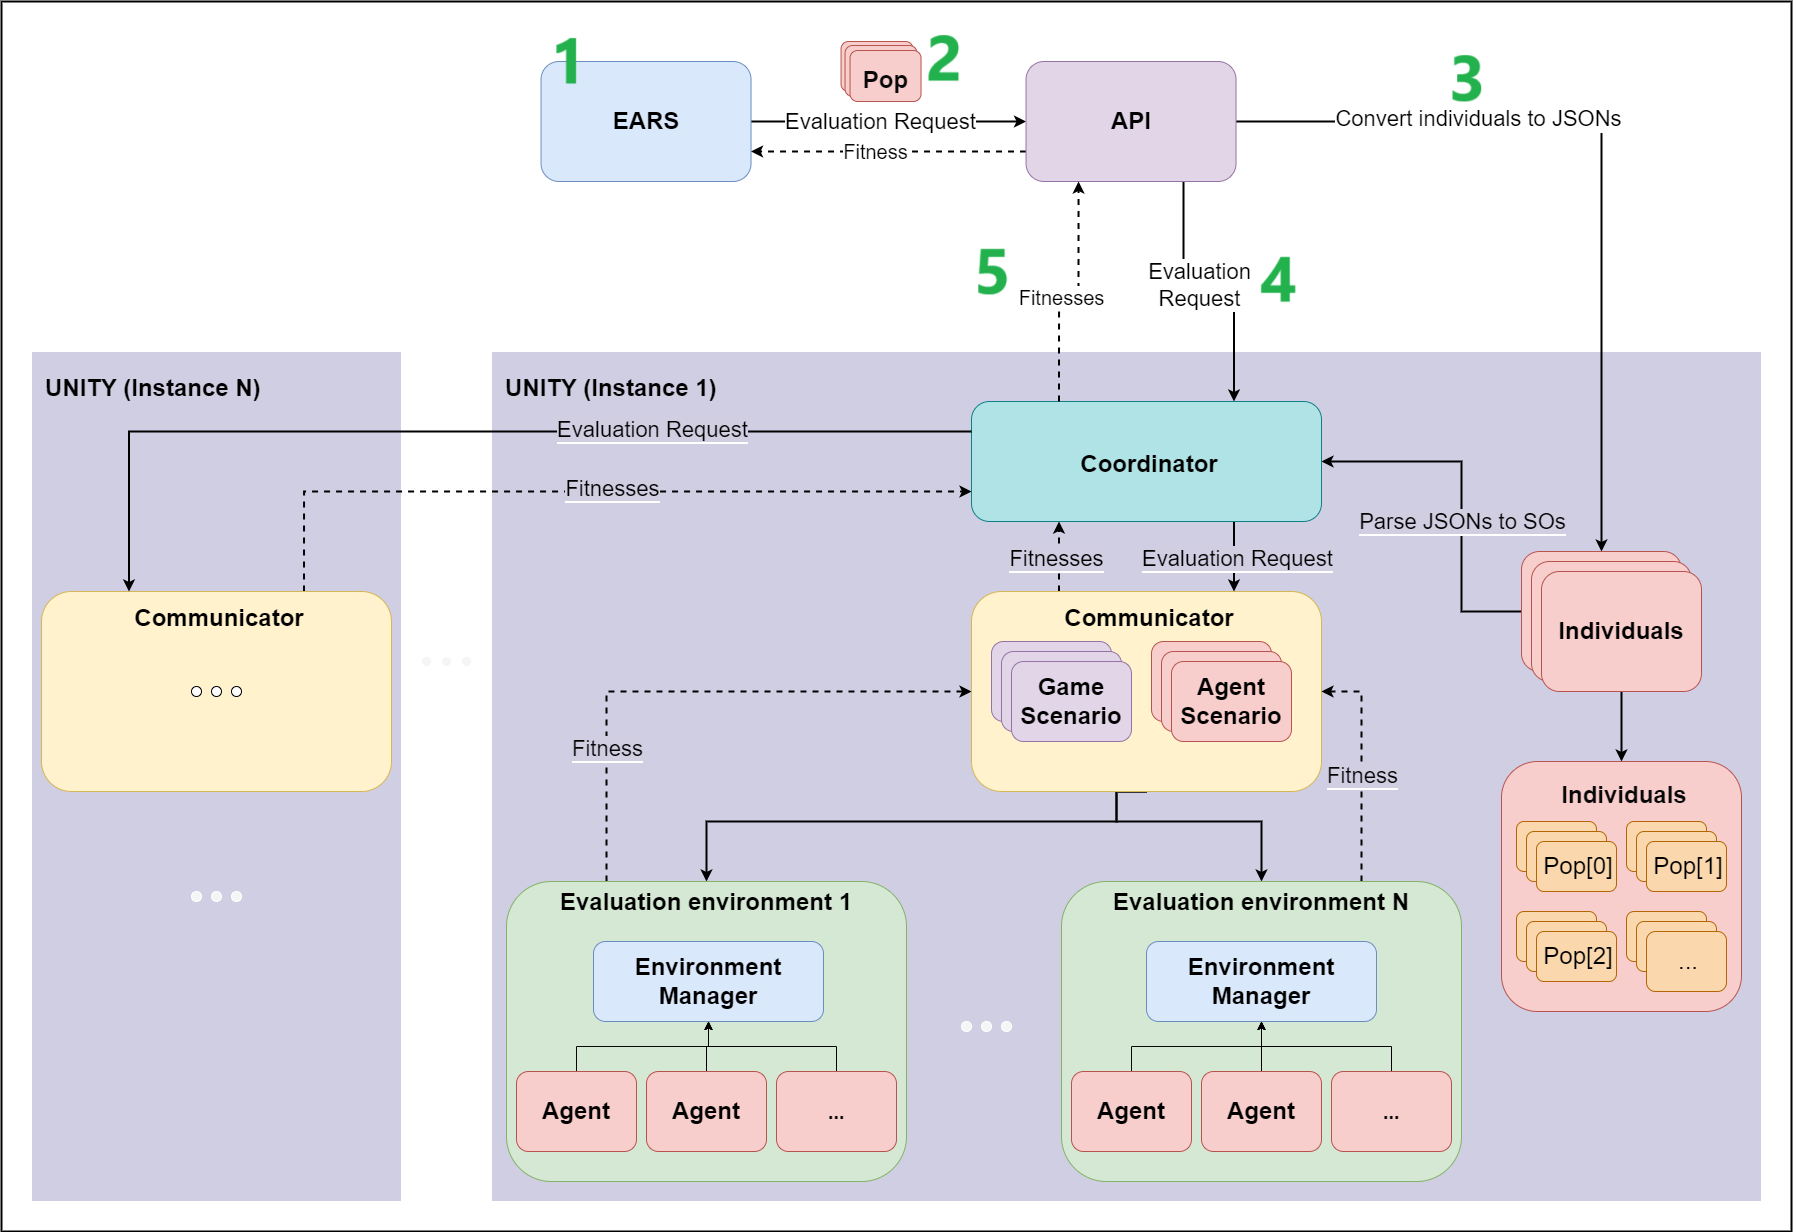 1
2
3
Pop
EARS
Evaluation Request
API
Convert individuals to JSONs
Fitness
5
Fitnesses
Evaluation
Request
4
UNITY (Instance N)
UNITY (Instance 1)
Evaluation Request
Coordinator
Fitnesses
Parse JSONs to SOs
Fitnesses
Evaluation Request
Communicator
Communicator
Individuals
Game
Scenario
Agent
Scenario
Fitness
Fitness
Individuals
Pop[0]
Pop[1]
Pop[2]
...
Evaluation environment 1
Evaluation environment N
Environment
Manager
Environment
Manager
Agent
Agent
...
Agent
Agent
...